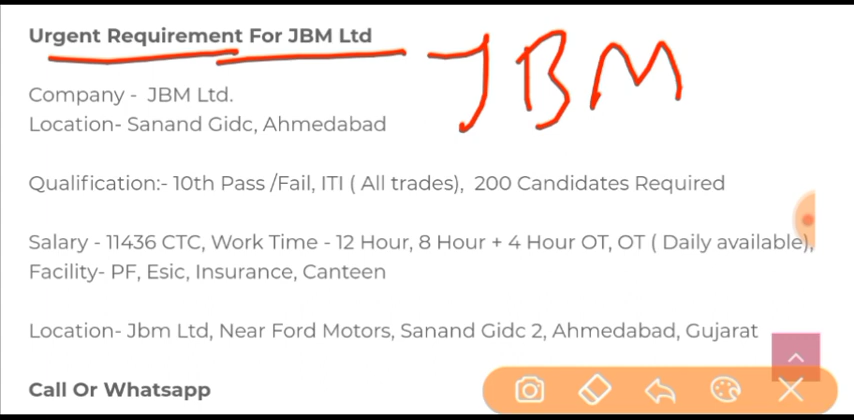 Urgent Requirement For JBM Ltd
JBM
Company - JBM Ltd.
Location- Sanand Gidc, Ahmedabad
Qualification:- 10th Pass /Fail, ITI ( All trades), 200 Candidates Required
Salary - 11436 CTC, Work Time - 12 Hour, 8 Hour + 4 Hour OT, OT ( Daily available),
Facility- PF, Esic, Insurance, Canteen
Location- Jbm Ltd, Near Ford Motors, Sanand Gidc 2, Ahmedabad, Gujarat
Call Or Whatsapp